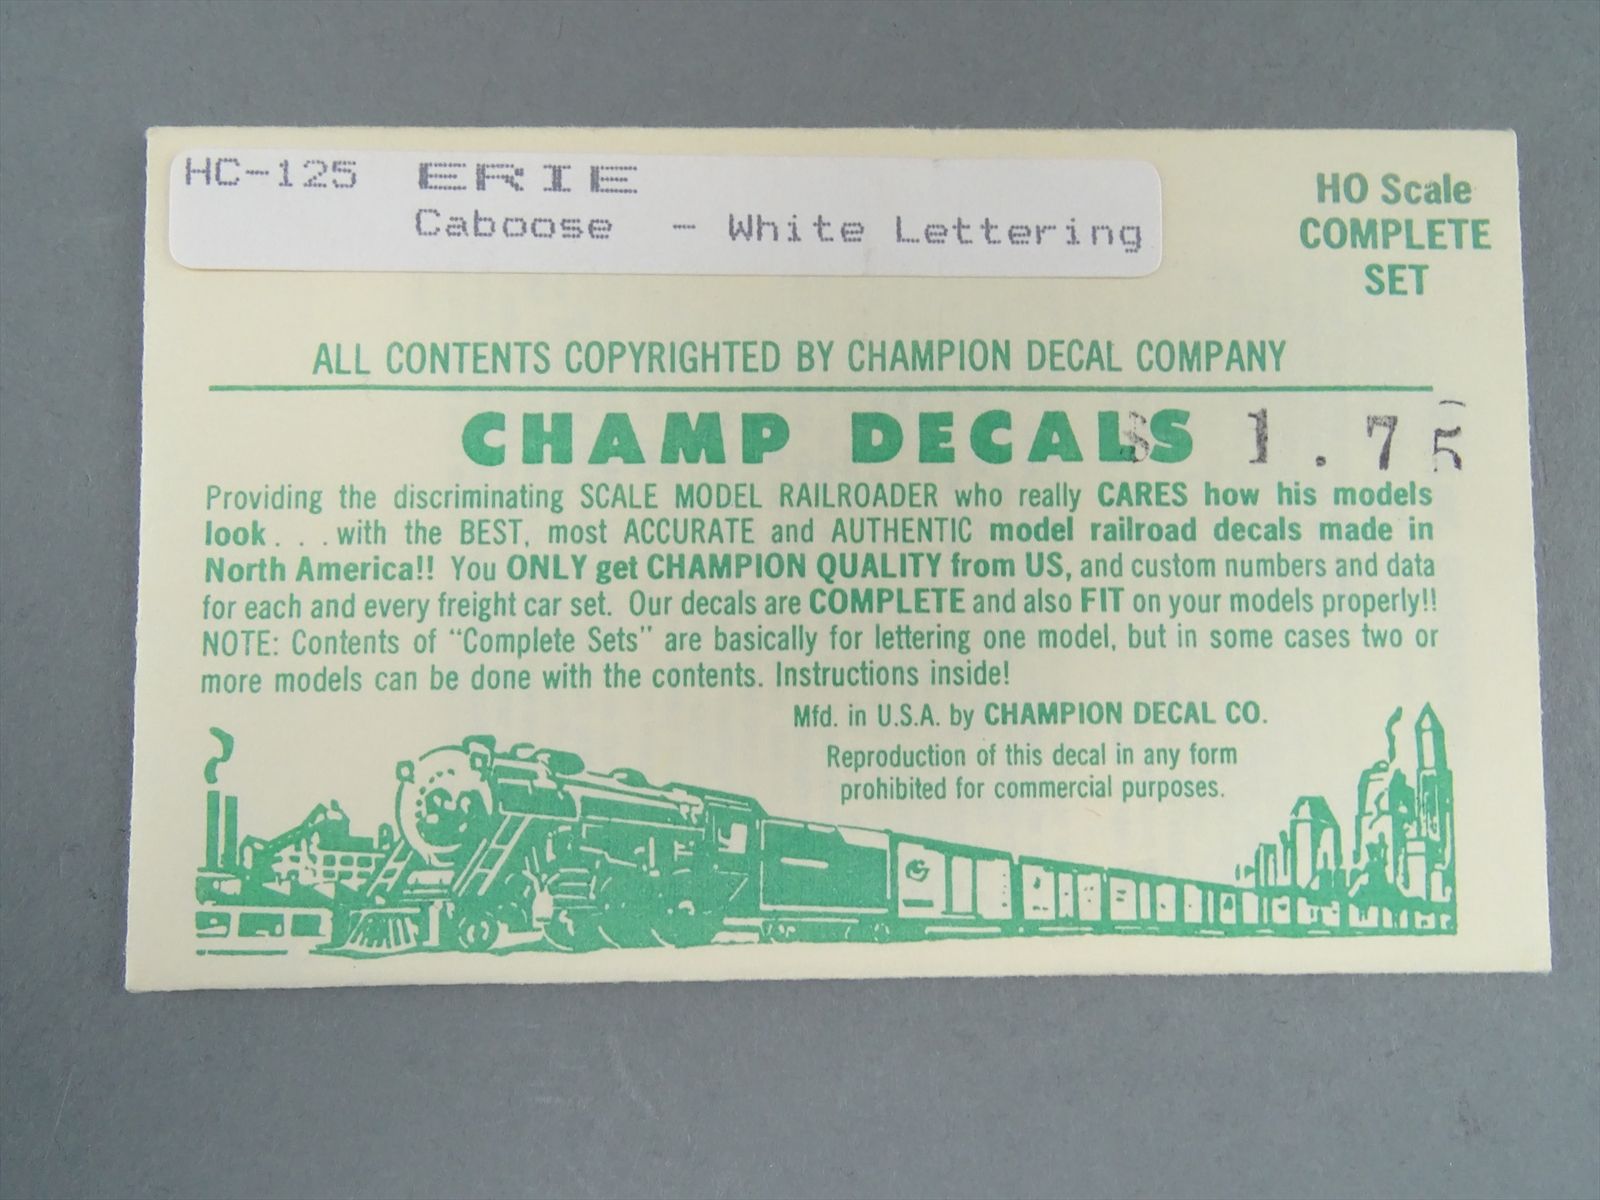 HC-125 ERIE
Caboose - White Lettering
HO Scale
COMPLETE
SET
ALL CONTENTS COPYRIGHTED BY CHAMPION DECAL COMPANY
CHAMP DECALS $ 1.75
Providing the discriminating SCALE MODEL RAILROADER who really CARES how his models
look. . . with the BEST, most ACCURATE and AUTHENTIC model railroad decals made in
North America!! You ONLY get CHAMPION QUALITY from US, and custom numbers and data
for each and every freight car set. Our decals are COMPLETE and also FIT on your models properly!!
NOTE: Contents of "Complete Sets" are basically for lettering one model, but in some cases two or
more models can be done with the contents. Instructions inside!
Mfd. in U.S.A. by CHAMPION DECAL CO.
Reproduction of this decal in any form
prohibited for commercial purposes.